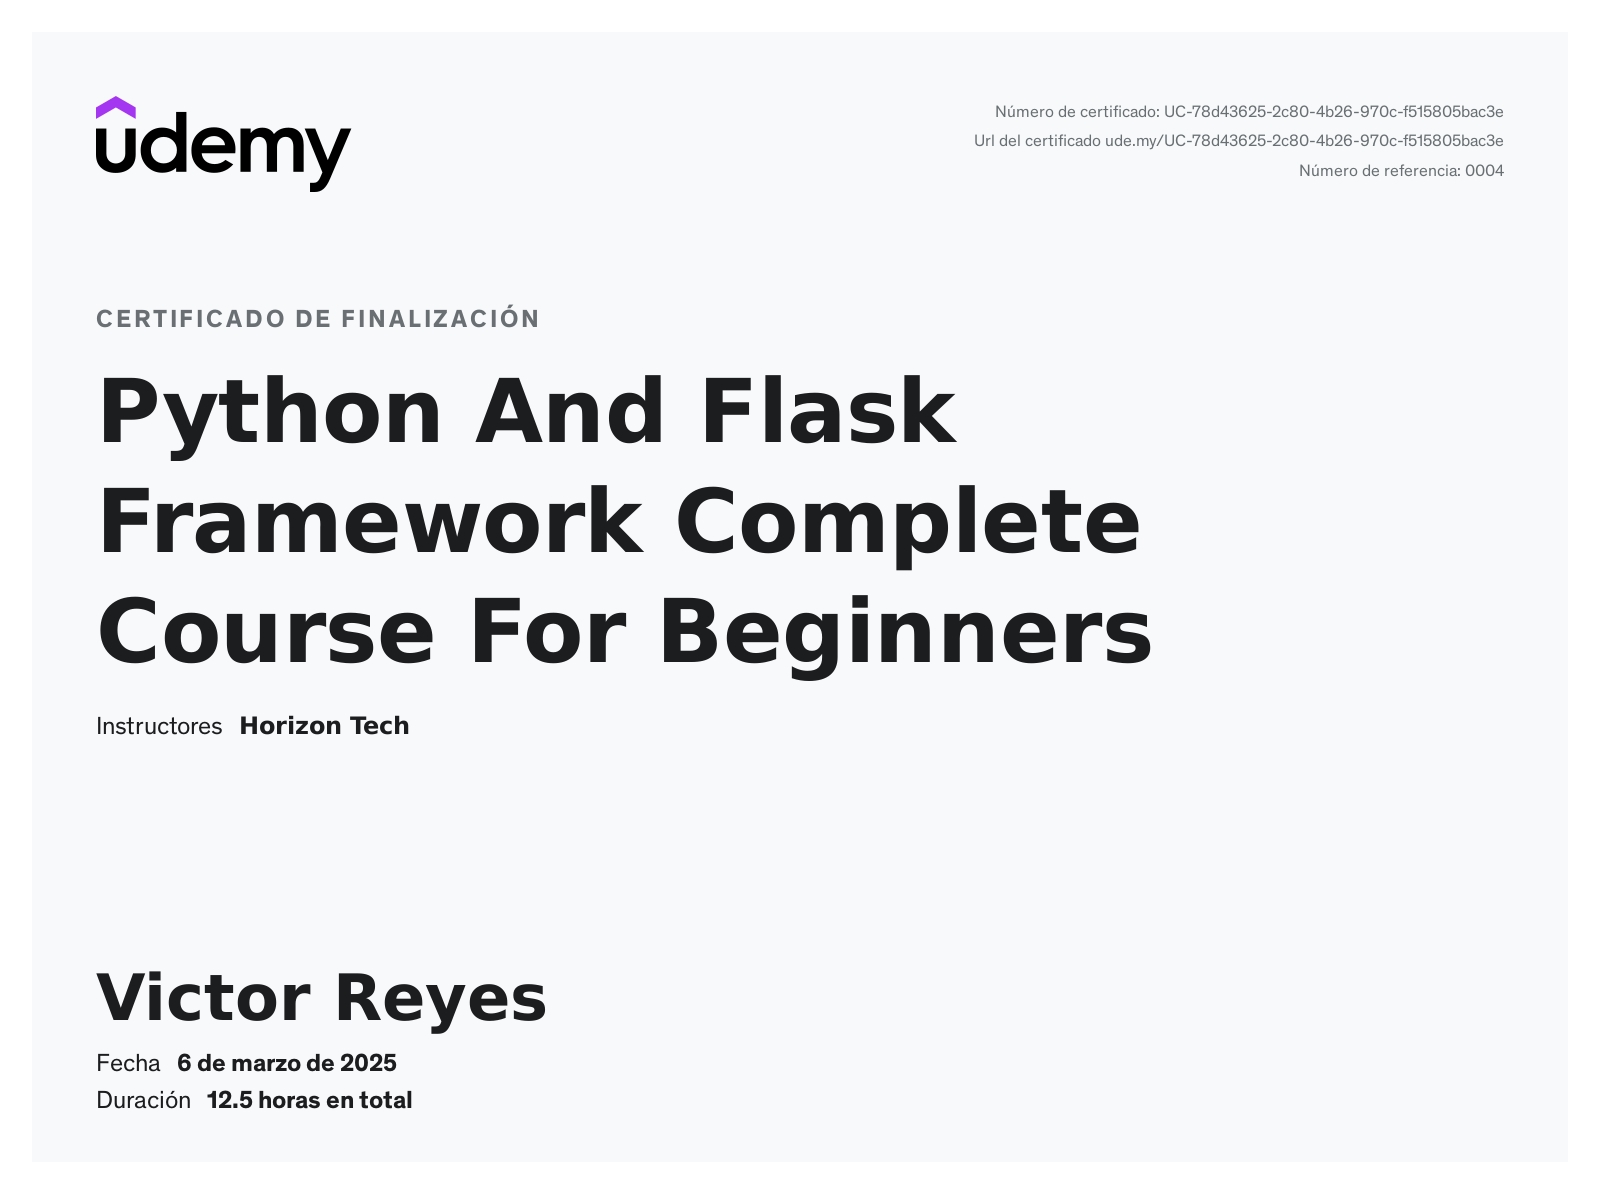 udemy
Número de certificado: UC-78d43625-2c80-4b26-970c-f515805bac3e
Url del certificado ude.my/UC-78d43625-2c80-4b26-970c-f515805bac3e
Número de referencia: 0004
CERTIFICADO DE FINALIZACIÓN
Python And Flask
Framework Complete
Course For Beginners
Instructores Horizon Tech
Victor Reyes
Fecha 6 de marzo de 2025
Duración 12.5 horas en total